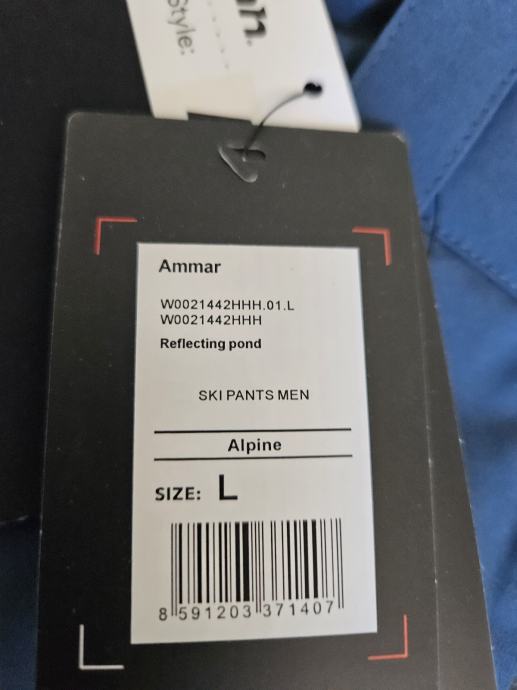 Style:
Ammar
W0021442HHH.01.L
W0021442HHH
Reflecting pond
SKI PANTS MEN
Alpine
SIZE: L
8 591203 371407